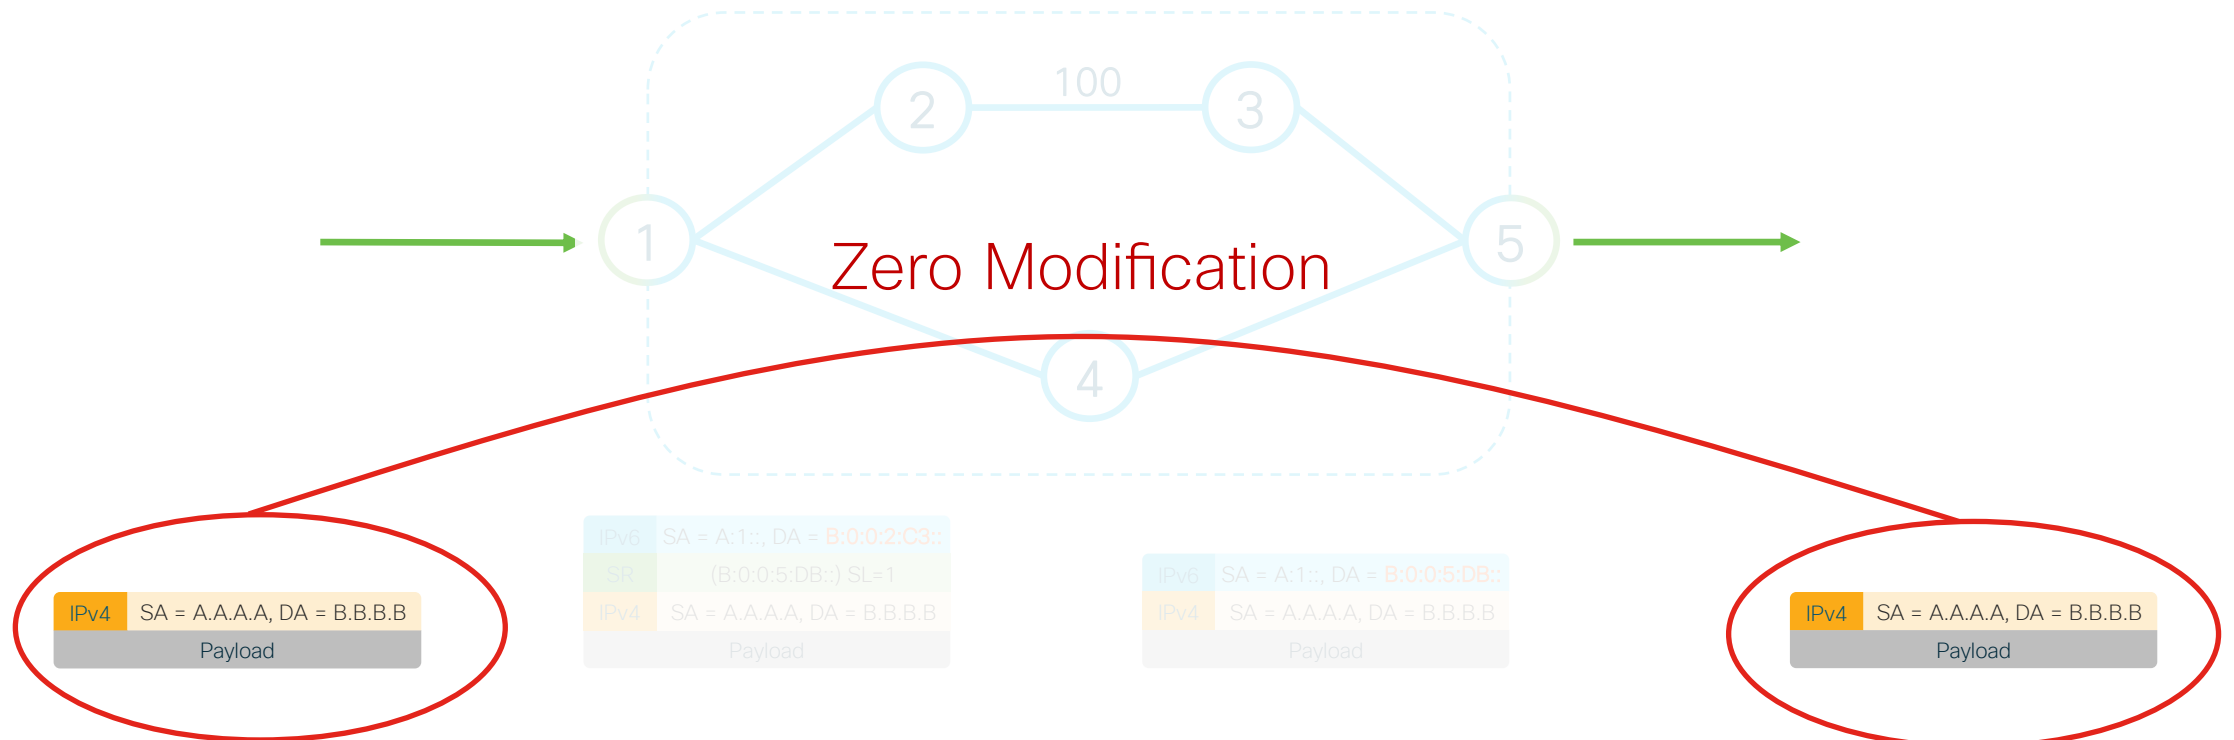 100
2
3
1
5
Zero Modification
4
IPv6 SA = A:1::, DA = B:0:0:2:C3::
SR (B:0:0:5:DB::) SL=1
IPv4 SA = A.A.A.A, DA = B.B.B.B
Payload
IPv6 SA = A:1::, DA = B:0:0:5:DB::
IPv4 SA = A.A.A.A, DA = B.B.B.B
Payload
IPv4 SA = A.A.A.A, DA = B.B.B.B
Payload
IPv4 SA = A.A.A.A, DA = B.B.B.B
Payload